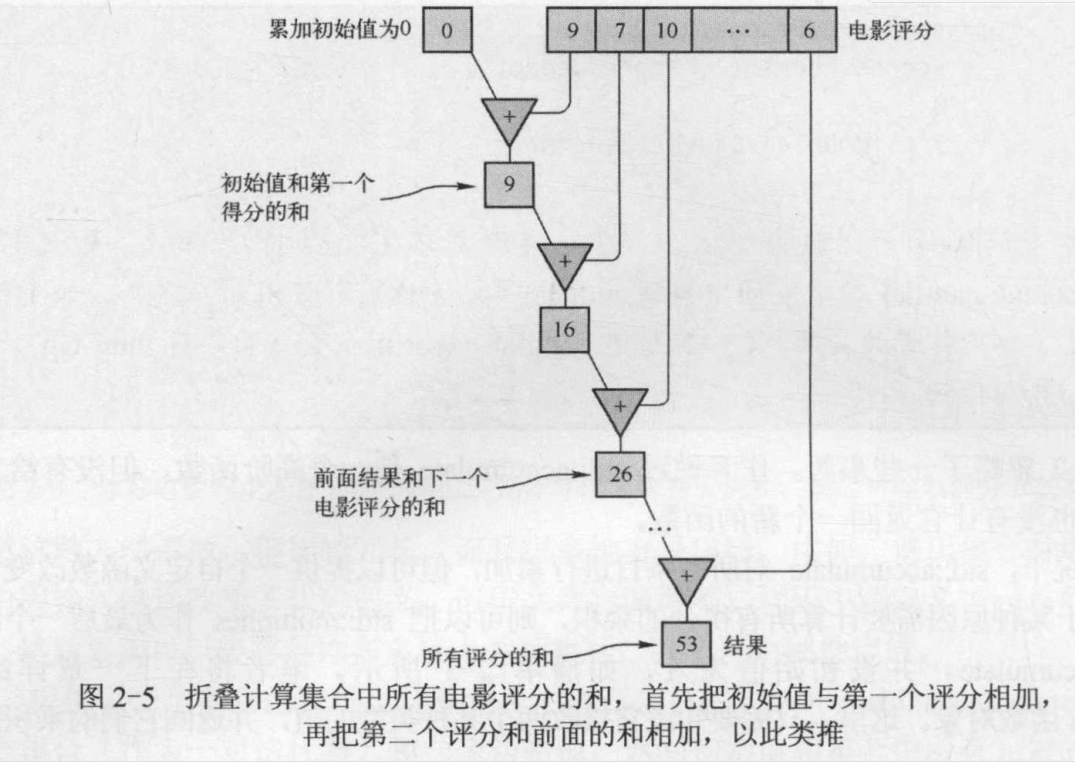 累加初始值为0 0 9 7 10 … 6 电影评分
+
初始值和第一个
得分的和
9
+
16
+
前面结果和下一个
电影评分的和
26
…
+
所有评分的和 53 结果
图 2-5 折叠计算集合中所有电影评分的和，首先把初始值与第一个评分相加，
再把第一个评分和前面的和相加，以此类推